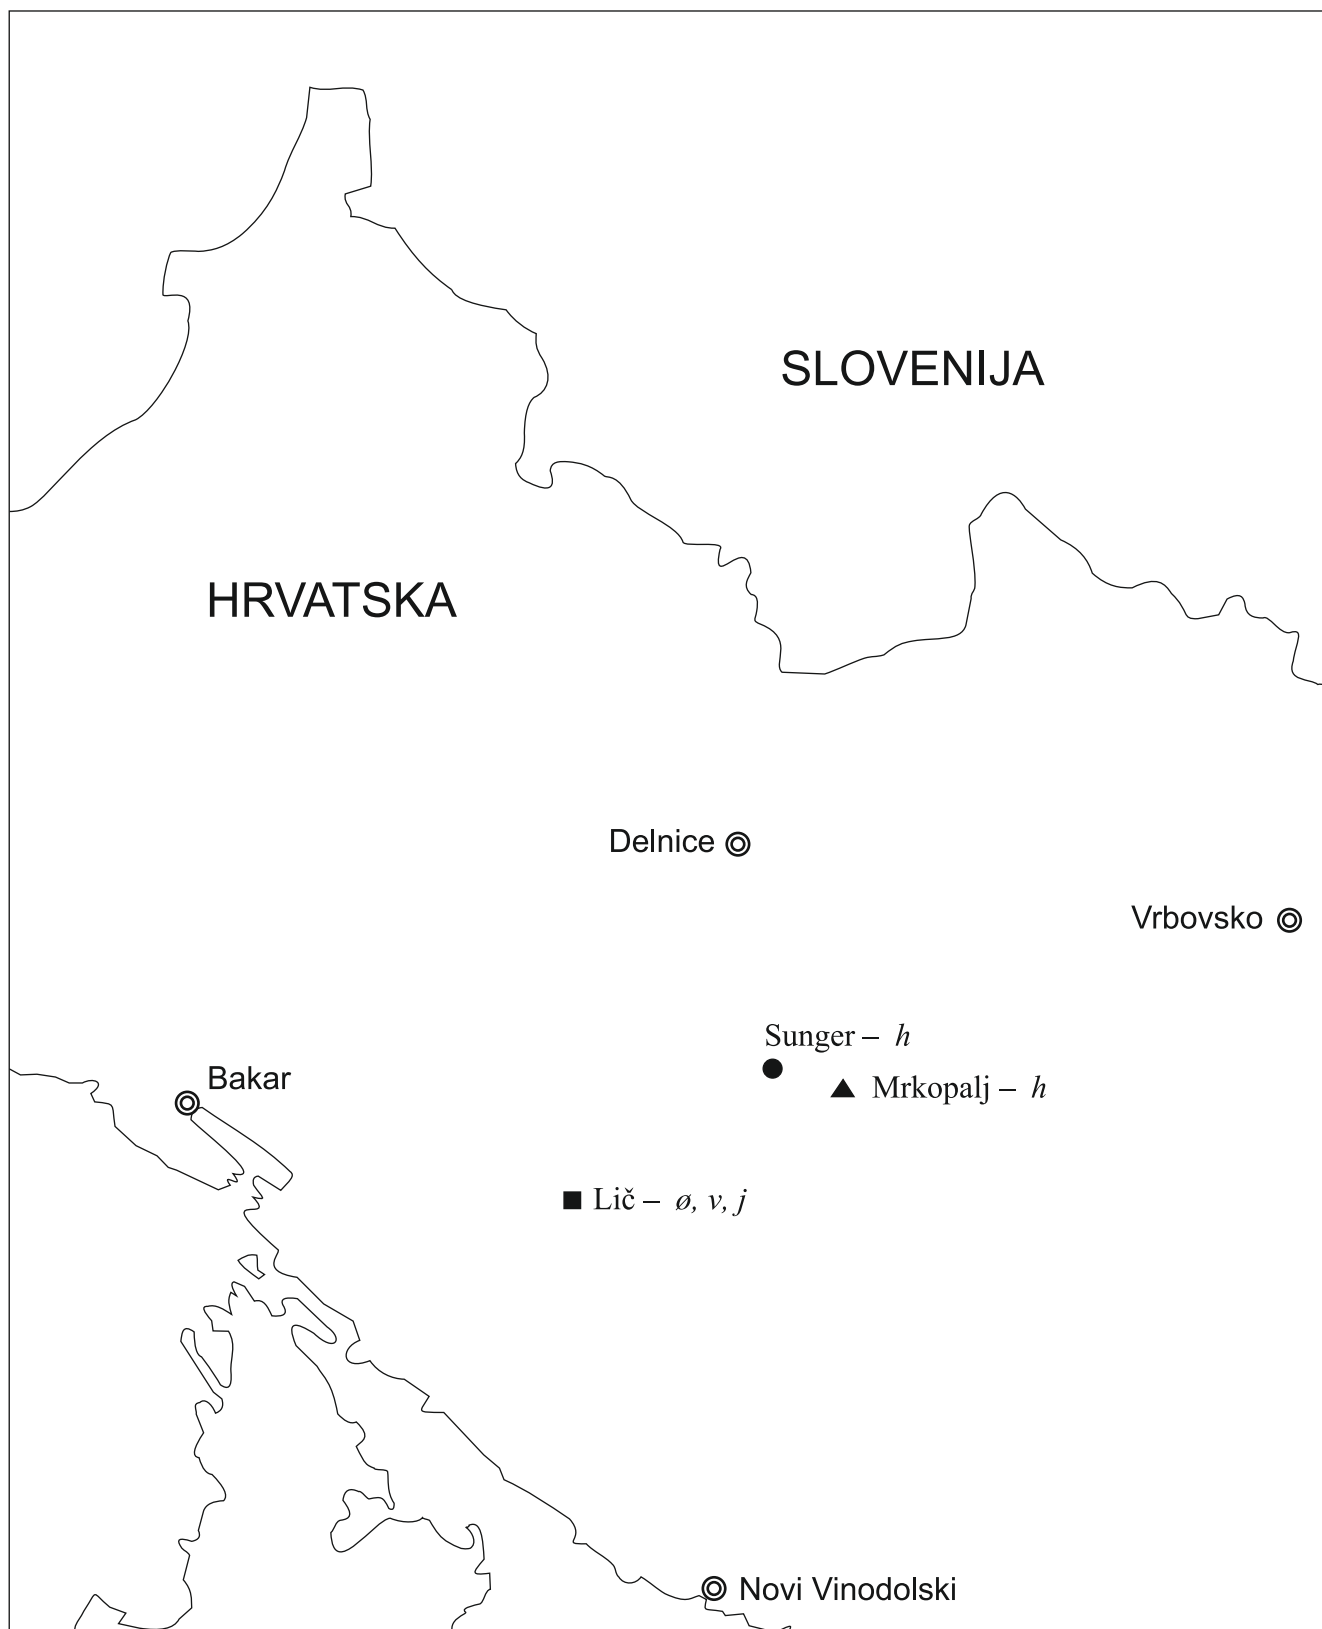 SLOVENIJA
HRVATSKA
Delnice
Vrbovsko
Sunger – h
Bakar
Mrkopalj – h
Lič – ø, v, j
Novi Vinodolski